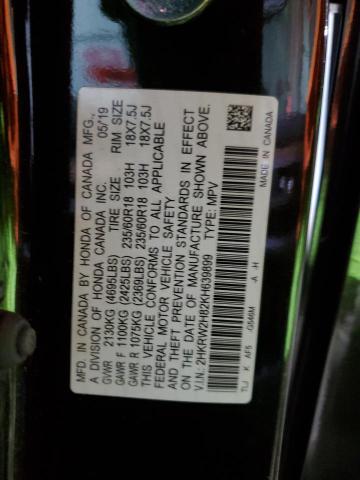 MFD. IN CANADA BY HONDA OF CANADA MFG.,
A DIVISION OF HONDA CANADA INC. 05/19
GVWR 2130KG (4695LBS) TIRE SIZE RIM SIZE
GAWR F 1100KG (2425LBS) 235/60R18 103H 18X7.5J
GAWR R 1075KG (2369LBS) 235/60R18 103H 18X7.5J
THIS VEHICLE CONFORMS TO ALL APPLICABLE
FEDERAL MOTOR VEHICLE SAFETY
AND THEFT PREVENTION STANDARDS IN EFFECT
ON THE DATE OF MANUFACTURE SHOWN ABOVE.
V.I.N.: 2HKRW2H82KH639899 TYPE: MPV
K AF5 -A -H MADE IN CANADA